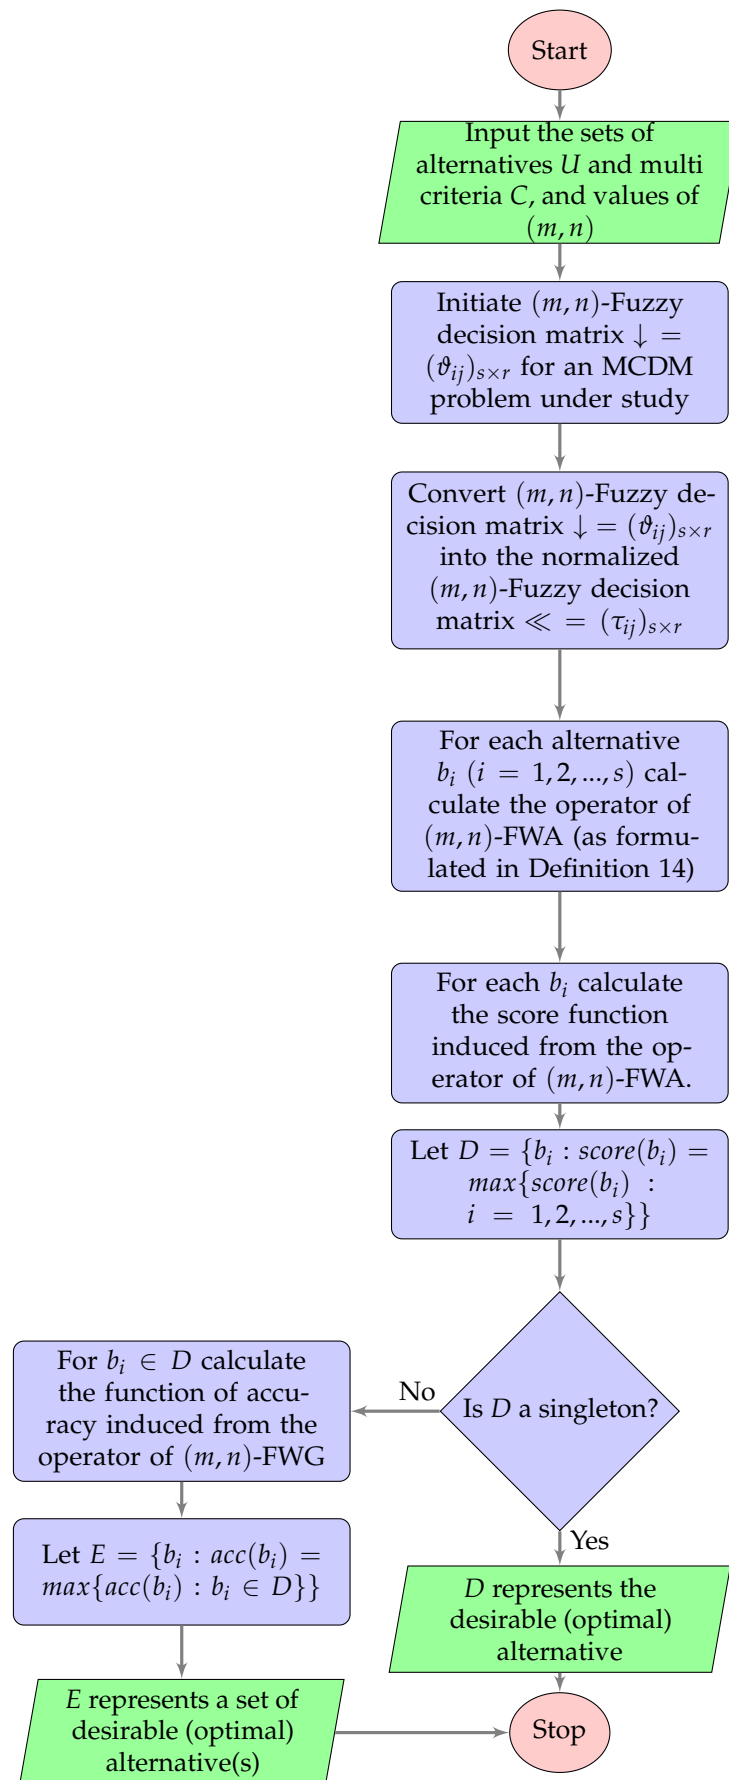 Start
Input the sets of
alternatives U and multi
criteria C, and values of
(m, n)
Initiate (m, n)-Fuzzy
decision matrix ↓ =
(ϑij)s×r for an MCDM
problem under study
Convert (m, n)-Fuzzy de-
cision matrix ↓ = (ϑij)s×r
into the normalized
(m, n)-Fuzzy decision
matrix ≪ = (τij)s×r
For each alternative
bi (i = 1, 2, ..., s) cal-
culate the operator of
(m, n)-FWA (as formu-
lated in Definition 14)
For each bi calculate
the score function
induced from the op-
erator of (m, n)-FWA.
Let D = {bi : score(bi) =
max{score(bi) :
i = 1, 2, ..., s}}
Is D a singleton?
No
For bi ∈ D calculate
the function of accu-
racy induced from the
operator of (m, n)-FWG
Let E = {bi : acc(bi) =
max{acc(bi) : bi ∈ D}}
E represents a set of
desirable (optimal)
alternative(s)
Yes
D represents the
desirable (optimal)
alternative
Stop